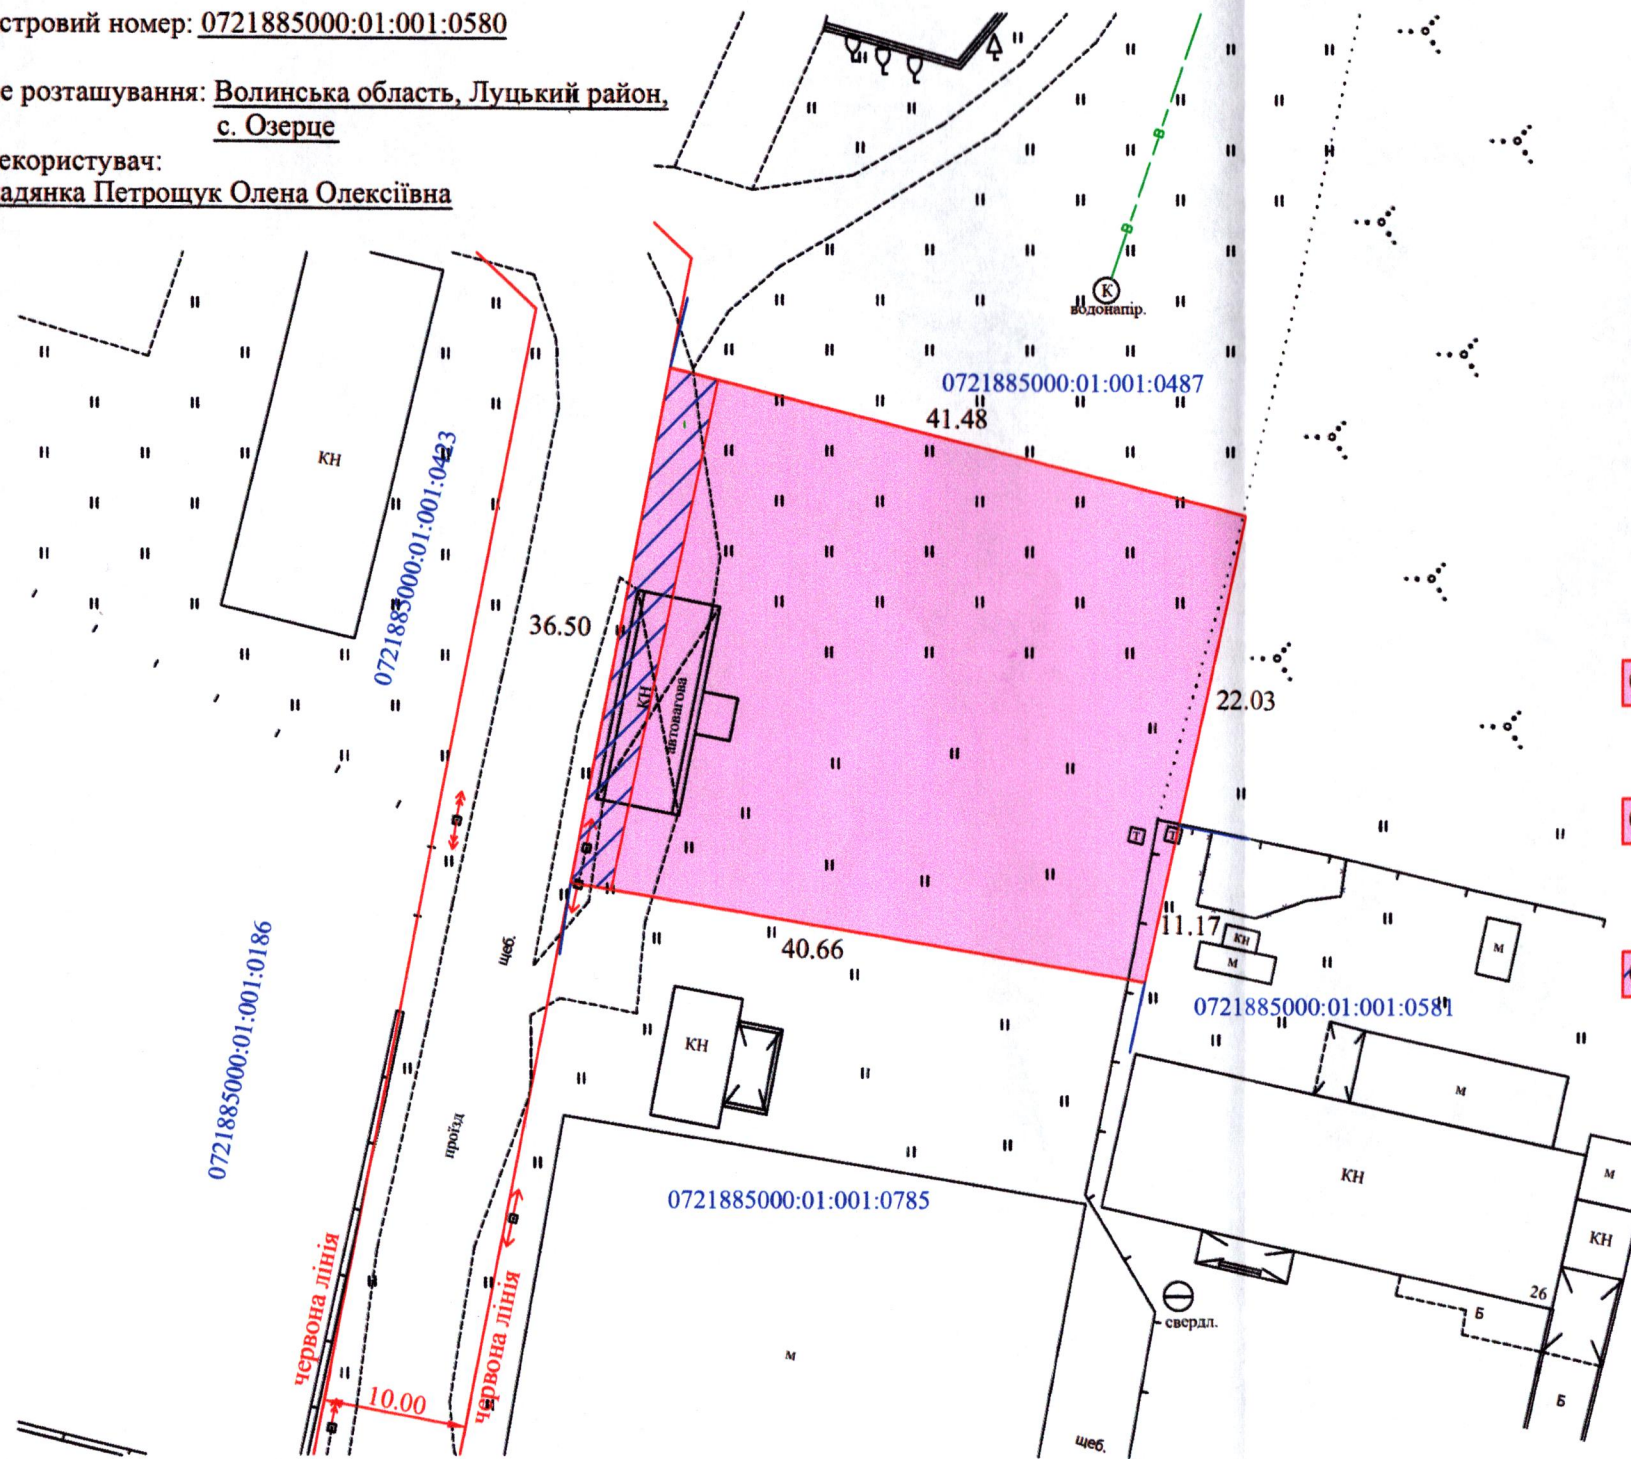 стровий номер: 0721885000:01:001:0580
е розташування: Волинська область, Луцький район,
с. Озерце
екористувач:
адянка Петрощук Олена Олексіївна
В
В
К
водонапір.
0721885000:01:001:0487
41.48
КН
0721885000:01:001:0423
36.50
КН
автовагова
22.03
Т
Т
11.17
КН
м
м
40.66
щеб.
0721885000:01:001:0581
0721885000:01:001:0186
КН
м
проїзд
КН
м
0721885000:01:001:0785
КН
червона лінія
червона лінія
26
Б
свердл.
м
10.00
Б
щеб.